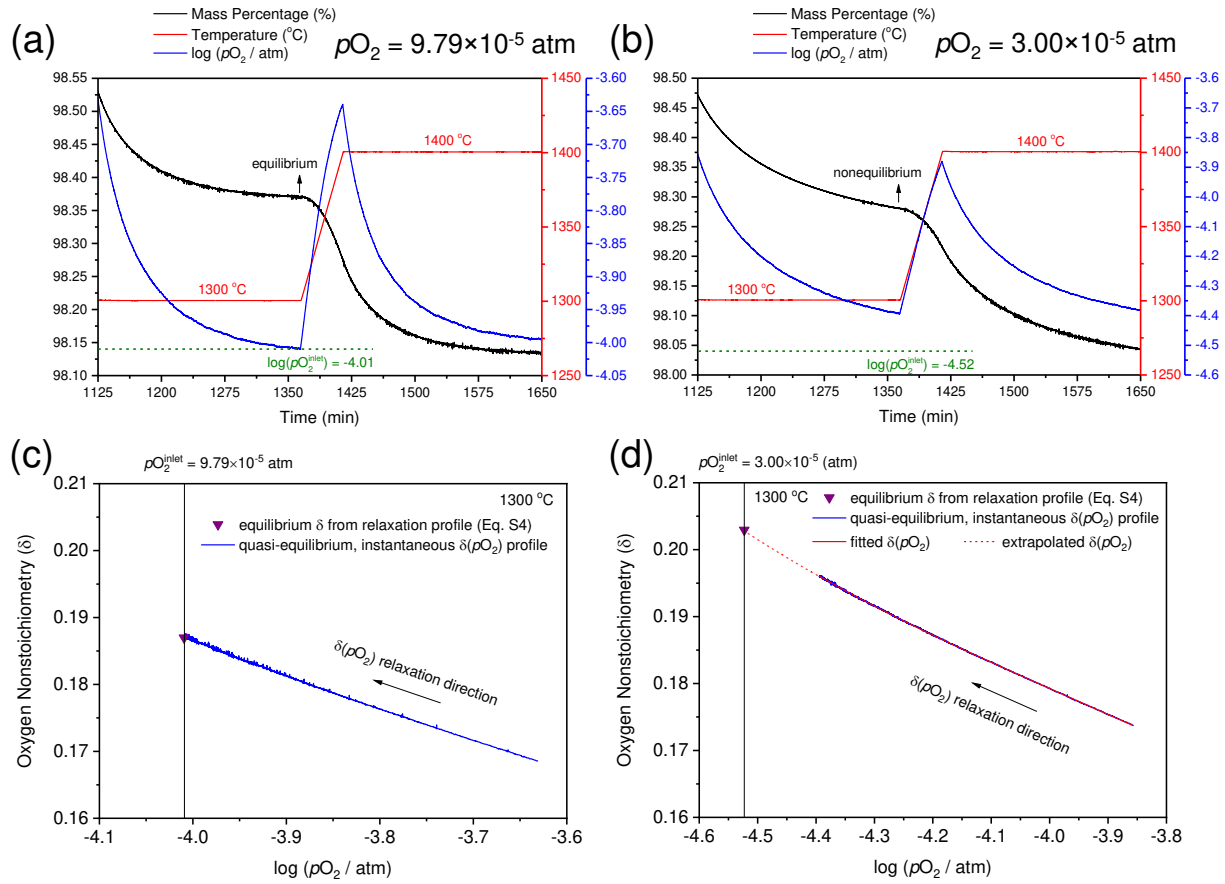 (a)
Mass Percentage (%)
Temperature (°C)
log (pO₂ / atm)
pO₂ = 9.79×10⁻⁵ atm
98.55
98.50
98.45
98.40
98.35
98.30
98.25
98.20
98.15
98.10
1450
1400
1350
1300
1250
-3.60
-3.65
-3.70
-3.75
-3.80
-3.85
-3.90
-3.95
-4.00
-4.05
equilibrium
1400 °C
1300 °C
log(pO₂^inlet) = -4.01
1125 1200 1275 1350 1425 1500 1575 1650
Time (min)
(b)
Mass Percentage (%)
Temperature (°C)
log (pO₂ / atm)
pO₂ = 3.00×10⁻⁵ atm
98.50
98.45
98.40
98.35
98.30
98.25
98.20
98.15
98.10
98.05
98.00
1450
1400
1350
1300
1250
-3.6
-3.7
-3.8
-3.9
-4.0
-4.1
-4.2
-4.3
-4.4
-4.5
-4.6
nonequilibrium
1400 °C
1300 °C
log(pO₂^inlet) = -4.52
1125 1200 1275 1350 1425 1500 1575 1650
Time (min)
(c)
pO₂^inlet = 9.79×10⁻⁵ atm
1300 °C
equilibrium δ from relaxation profile (Eq. S4)
quasi-equilibrium, instantaneous δ(pO₂) profile
δ(pO₂) relaxation direction
Oxygen Nonstoichiometry (δ)
0.21
0.20
0.19
0.18
0.17
0.16
-4.1 -4.0 -3.9 -3.8 -3.7 -3.6
log (pO₂ / atm)
(d)
pO₂^inlet = 3.00×10⁻⁵ (atm)
1300 °C
equilibrium δ from relaxation profile (Eq. S4)
quasi-equilibrium, instantaneous δ(pO₂) profile
fitted δ(pO₂) extrapolated δ(pO₂)
δ(pO₂) relaxation direction
Oxygen Nonstoichiometry (δ)
0.21
0.20
0.19
0.18
0.17
0.16
-4.6 -4.5 -4.4 -4.3 -4.2 -4.1 -4.0 -3.9 -3.8
log (pO₂ / atm)